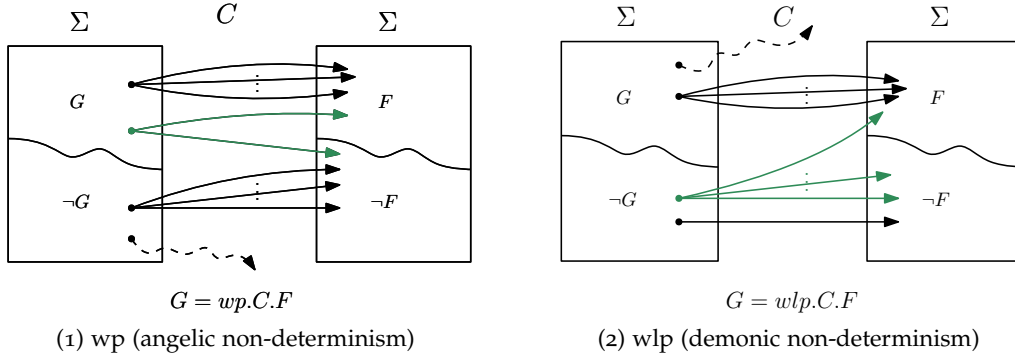 Σ C Σ
G F
¬G ¬F
G = wp.C.F
(1) wp (angelic non-determinism)
Σ C Σ
G F
¬G ¬F
G = wlp.C.F
(2) wlp (demonic non-determinism)